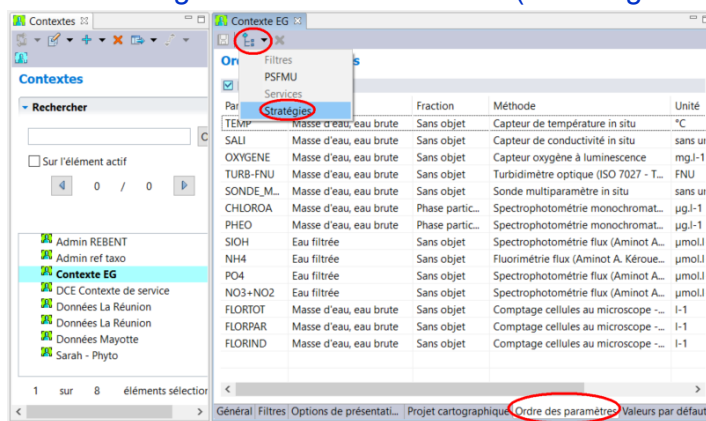 Contextes
Contextes
Rechercher
Sur l'élément actif
0 / 0
Admin REBENT
Admin ref taxo
Contexte EG
DCE Contexte de service
Données La Réunion
Données La Réunion
Données Mayotte
Sarah - Phyto
1 sur 8 éléments sélection
Contexte EG
Filtres
PSFMU
Services
Stratégies
Fraction Méthode Unité
TEMP Masse d'eau, eau brute Sans objet Capteur de température in situ °C
SALI Masse d'eau, eau brute Sans objet Capteur de conductivité in situ sans un
OXYGENE Masse d'eau, eau brute Sans objet Capteur oxygène à luminescence mg.l-1
TURB-FNU Masse d'eau, eau brute Sans objet Turbidimètre optique (ISO 7027 - T... FNU
SONDE_M... Masse d'eau, eau brute Sans objet Sonde multiparamètre in situ sans un
CHLOROA Masse d'eau, eau brute Phase partic... Spectrophotométrie monochromat... µg.l-1
PHEO Masse d'eau, eau brute Phase partic... Spectrophotométrie monochromat... µg.l-1
SIOH Eau filtrée Sans objet Spectrophotométrie flux (Aminot A... µmol.l
NH4 Eau filtrée Sans objet Fluorimétrie flux (Aminot A. Kéroue... µmol.l
PO4 Eau filtrée Sans objet Spectrophotométrie flux (Aminot A... µmol.l
NO3+NO2 Eau filtrée Sans objet Spectrophotométrie flux (Aminot A... µmol.l
FLORTOT Masse d'eau, eau brute Sans objet Comptage cellules au microscope -... l-1
FLORPAR Masse d'eau, eau brute Sans objet Comptage cellules au microscope -... l-1
FLORIND Masse d'eau, eau brute Sans objet Comptage cellules au microscope -... l-1
Général Filtres Options de présentati... Projet cartographique Ordre des paramètres Valeurs par défaut